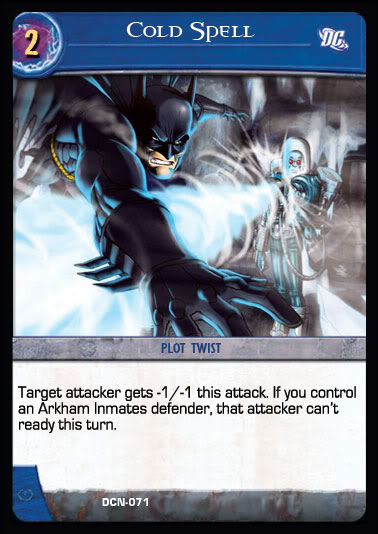 2
Cold Spell
DC
PLOT TWIST
Target attacker gets -1/-1 this attack. If you control
an Arkham Inmates defender, that attacker can't
ready this turn.
DCN-071